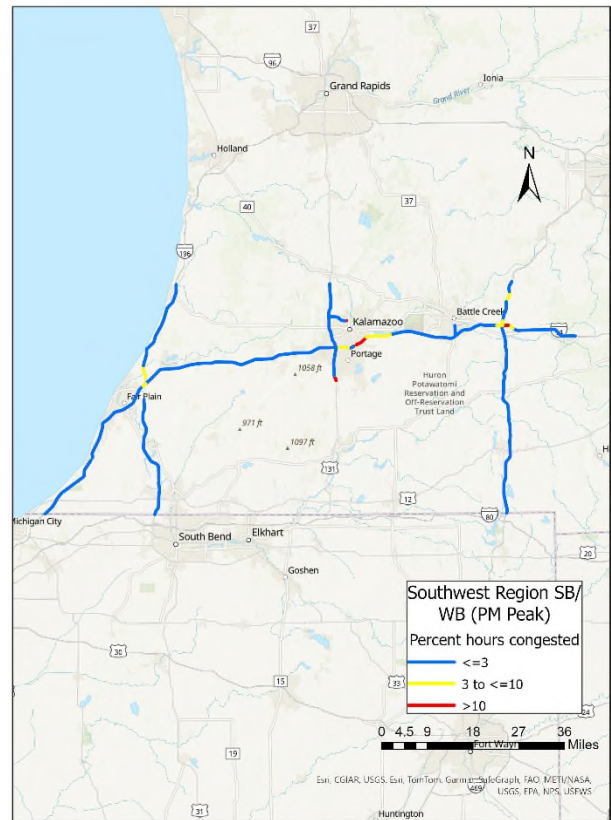 37
96
Ionia
Grand Rapids
Grand River
Holland
N
40
37
196
Battle Creek
Kalamazoo
Portage
1058 ft
Huron
Potawatomi
Reservation and
Off-Reservation
Trust Land
Fair Plain
971 ft
1097 ft
131
12
Michigan City
80
South Bend
Elkhart
20
Goshen
Southwest Region SB/
WB (PM Peak)
Percent hours congested
<=3
3 to <=10
>10
30
15
33
24
0 4.5 9 18 27 36
Miles
Fort Wayn
19
Esri, CGIAR, USGS, Esri, TomTom, Garmin, SafeGraph, FAO, METI/NASA,
USGS, EPA, NPS, USFWS
469
31
Huntington